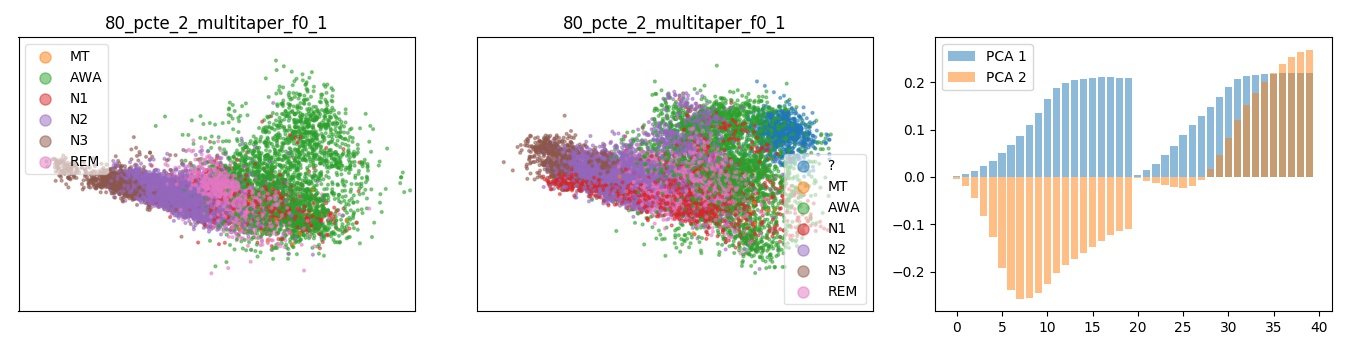 80_pcte_2_multitaper_f0_1
MT
AWA
N1
N2
N3
REM
80_pcte_2_multitaper_f0_1
?
MT
AWA
N1
N2
N3
REM
PCA 1
PCA 2
0.2
0.1
0.0
−0.1
−0.2
0 5 10 15 20 25 30 35 40